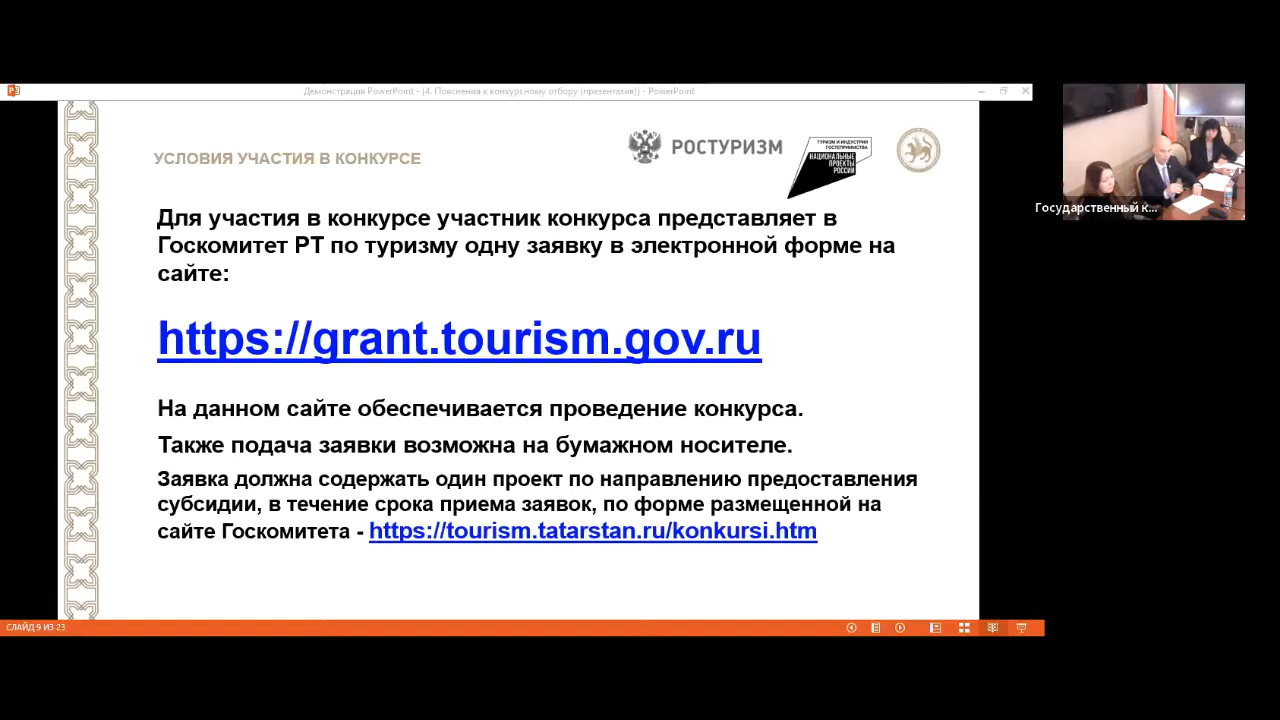 Демонстрация PowerPoint - [4. Пояснения к конкурсному отбору (презентазия)] - PowerPoint
УСЛОВИЯ УЧАСТИЯ В КОНКУРСЕ
РОСТУРИЗМ
ТУРИЗМ И ИНДУСТРИЯ
ГОСТЕПРИИМСТВА
НАЦИОНАЛЬНЫЕ
ПРОЕКТЫ
РОССИИ
Для участия в конкурсе участник конкурса представляет в
Госкомитет РТ по туризму одну заявку в электронной форме на
сайте:
https://grant.tourism.gov.ru
На данном сайте обеспечивается проведение конкурса.
Также подача заявки возможна на бумажном носителе.
Заявка должна содержать один проект по направлению предоставления
субсидии, в течение срока приема заявок, по форме размещенной на
сайте Госкомитета - https://tourism.tatarstan.ru/konkursi.htm
СЛАЙД 9 ИЗ 23
Государственный к...